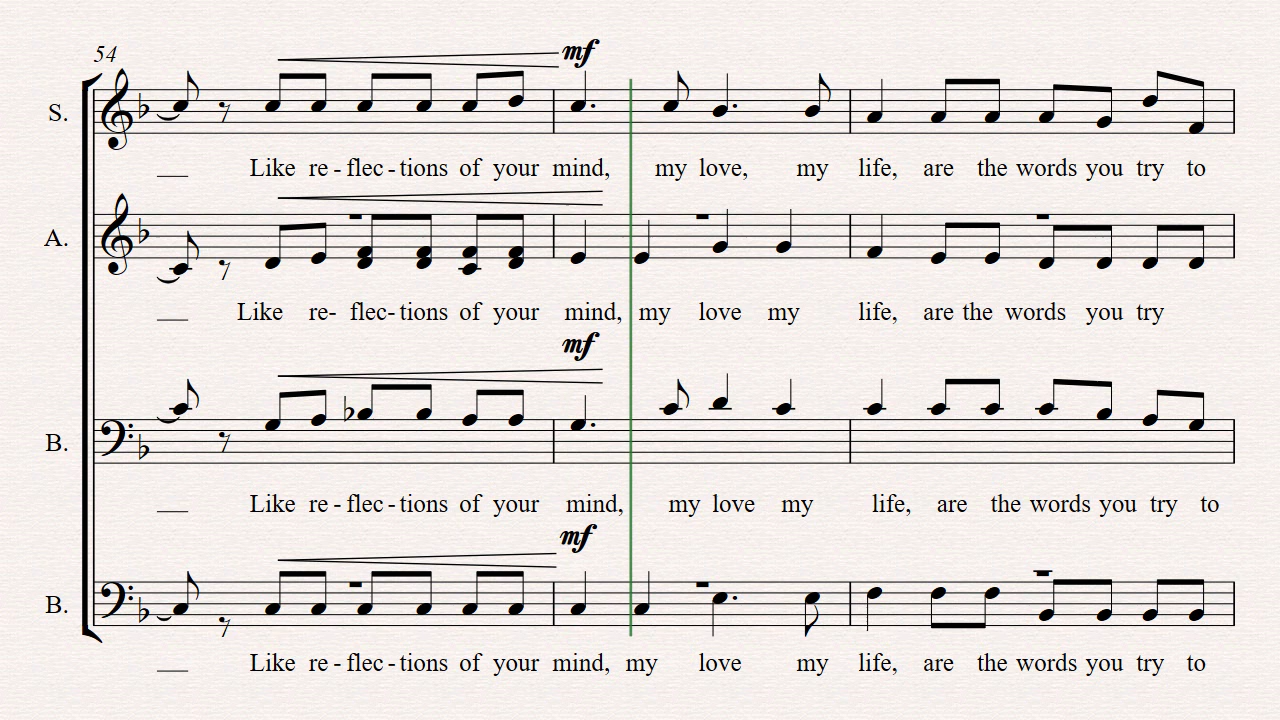 54
mf
S.
Like re - flec - tions of your mind, my love, my life, are the words you try to
A.
Like re- flec- tions of your mind, my love my life, are the words you try
mf
B.
Like re - flec - tions of your mind, my love my life, are the words you try to
mf
B.
Like re - flec - tions of your mind, my love my life, are the words you try to